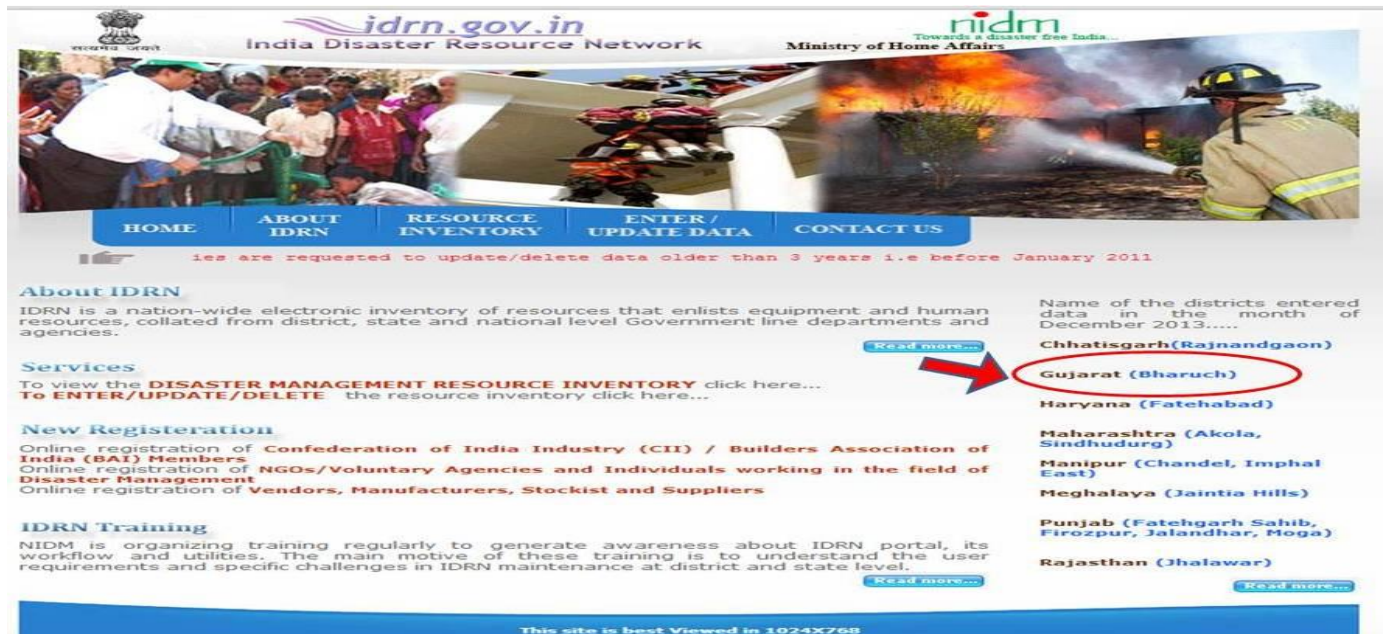 idrn.gov.in
India Disaster Resource Network
सत्यमेव जयते
nidm
Towards a disaster free India...
Ministry of Home Affairs
HOME
ABOUT
IDRN
RESOURCE
INVENTORY
ENTER /
UPDATE DATA
CONTACT US
ies are requested to update/delete data older than 3 years i.e before January 2011
About IDRN
IDRN is a nation-wide electronic inventory of resources that enlists equipment and human
resources, collated from district, state and national level Government line departments and
agencies.
Read more...
Services
To view the DISASTER MANAGEMENT RESOURCE INVENTORY click here...
To ENTER/UPDATE/DELETE the resource inventory click here...
New Registeration
Online registration of Confederation of India Industry (CII) / Builders Association of
India (BAI) Members
Online registration of NGOs/Voluntary Agencies and Individuals working in the field of
Disaster Management
Online registration of Vendors, Manufacturers, Stockist and Suppliers
IDRN Training
NIDM is organizing training regularly to generate awareness about IDRN portal, its
workflow and utilities. The main motive of these training is to understand the user
requirements and specific challenges in IDRN maintenance at district and state level.
Read more...
Name of the districts entered
data in the month of
December 2013.....
Chhatisgarh(Rajnandgaon)
Gujarat (Bharuch)
Haryana (Fatehabad)
Maharashtra (Akola,
Sindhudurg)
Manipur (Chandel, Imphal
East)
Meghalaya (Jaintia Hills)
Punjab (Fatehgarh Sahib,
Firozpur, Jalandhar, Moga)
Rajasthan (Jhalawar)
Read more...
This site is best Viewed in 1024X768